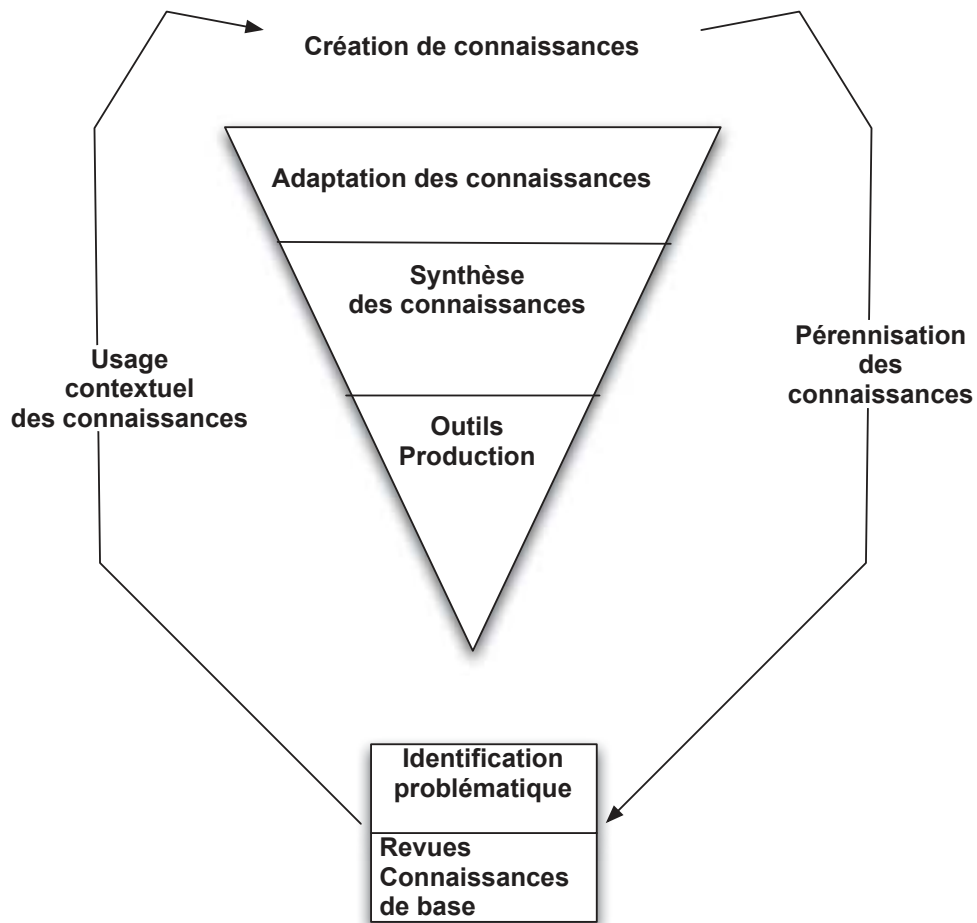 Création de connaissances
Adaptation des connaissances
Synthèse
des connaissances
Outils
Production
Usage
contextuel
des connaissances
Pérennisation
des
connaissances
Identification
problématique
Revues
Connaissances
de base